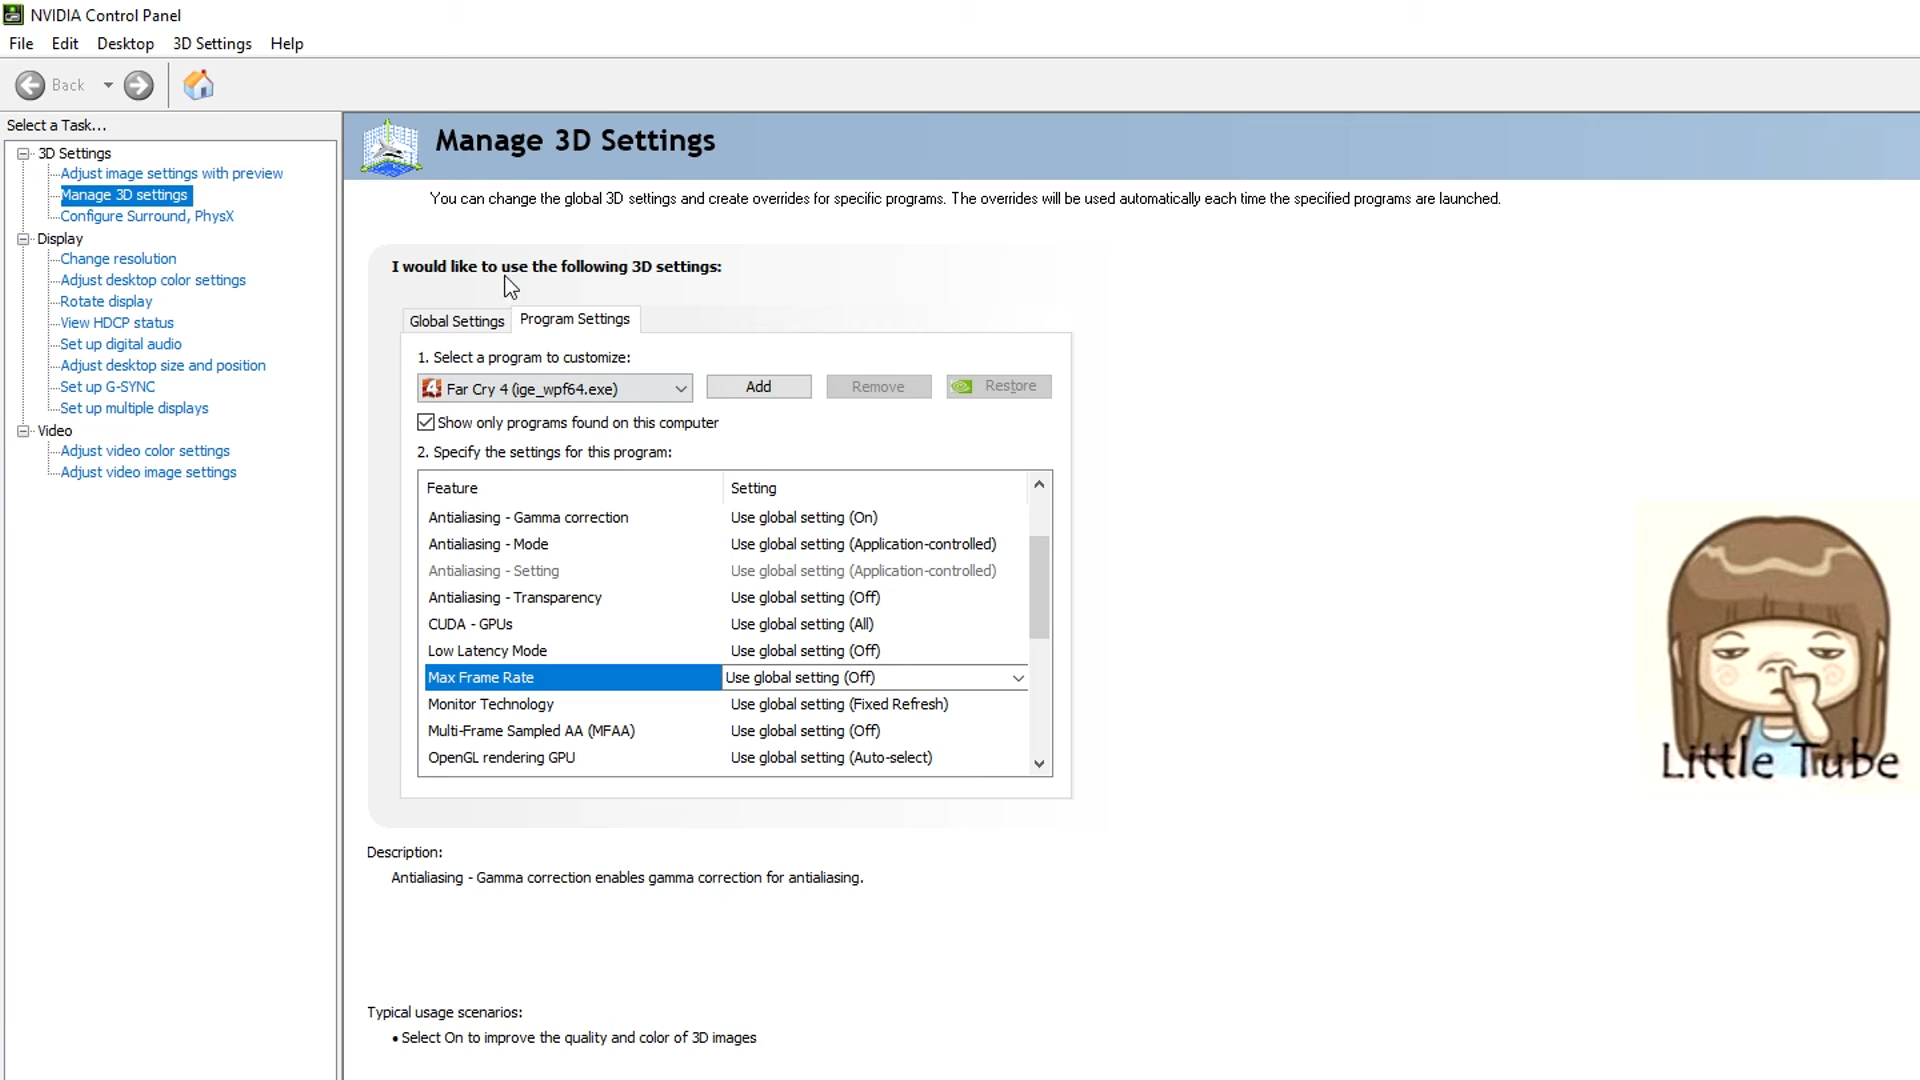 NVIDIA Control Panel
File Edit Desktop 3D Settings Help
Back
Select a Task...
3D Settings
Adjust image settings with preview
Manage 3D settings
Configure Surround, PhysX
Display
Change resolution
Adjust desktop color settings
Rotate display
View HDCP status
Set up digital audio
Adjust desktop size and position
Set up G-SYNC
Set up multiple displays
Video
Adjust video color settings
Adjust video image settings
Manage 3D Settings
You can change the global 3D settings and create overrides for specific programs. The overrides will be used automatically each time the specified programs are launched.
I would like to use the following 3D settings:
Global Settings Program Settings
1. Select a program to customize:
Far Cry 4 (ige_wpf64.exe) Add Remove Restore
Show only programs found on this computer
2. Specify the settings for this program:
Feature Setting
Antialiasing - Gamma correction Use global setting (On)
Antialiasing - Mode Use global setting (Application-controlled)
Antialiasing - Setting Use global setting (Application-controlled)
Antialiasing - Transparency Use global setting (Off)
CUDA - GPUs Use global setting (All)
Low Latency Mode Use global setting (Off)
Max Frame Rate Use global setting (Off)
Monitor Technology Use global setting (Fixed Refresh)
Multi-Frame Sampled AA (MFAA) Use global setting (Off)
OpenGL rendering GPU Use global setting (Auto-select)
Description:
Antialiasing - Gamma correction enables gamma correction for antialiasing.
Typical usage scenarios:
• Select On to improve the quality and color of 3D images
Little Tube